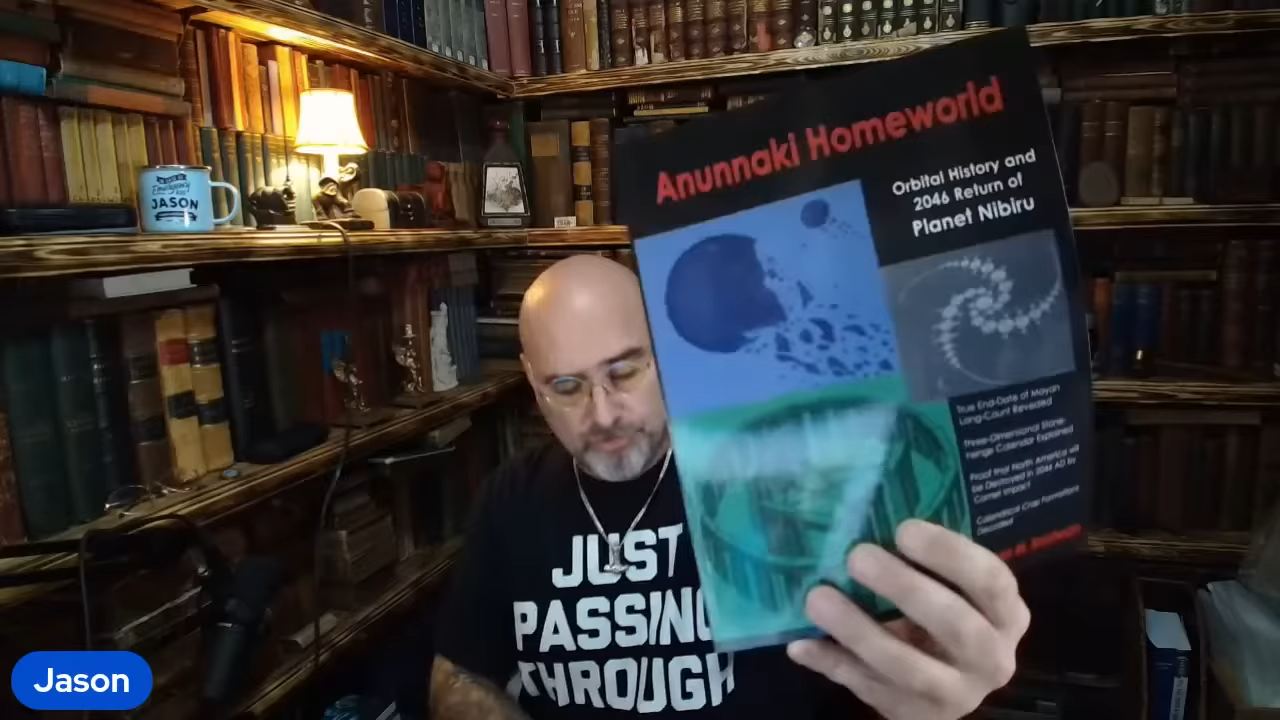 Emergency
JASON
Anunnaki Homeworld
Orbital History and
2046 Return of
Planet Nibiru
True End-Date of Mayan
Long-Count Revealed
Three-Dimensional Stone-
henge Calendar Explained
Proof that North America will
be Destroyed in 2046 AD by
Comet Impact
Calendrical Crop Formations
Decoded
JUST
PASSING
THROUGH
Jason